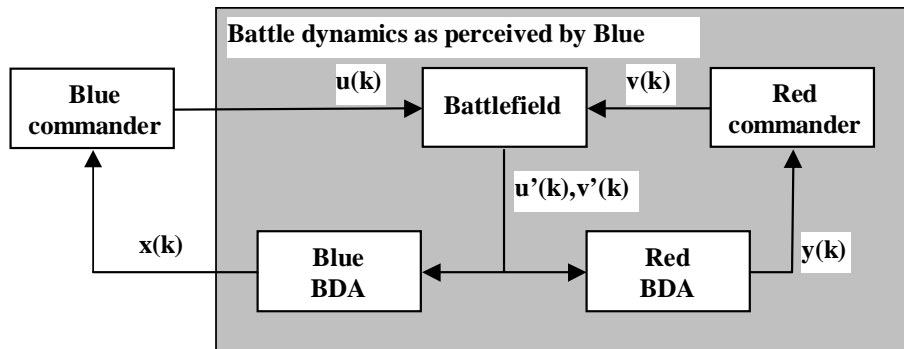 Battle dynamics as perceived by Blue
u(k)
v(k)
Blue
commander
Battlefield
Red
commander
u’(k),v’(k)
x(k)
Blue
BDA
Red
BDA
y(k)